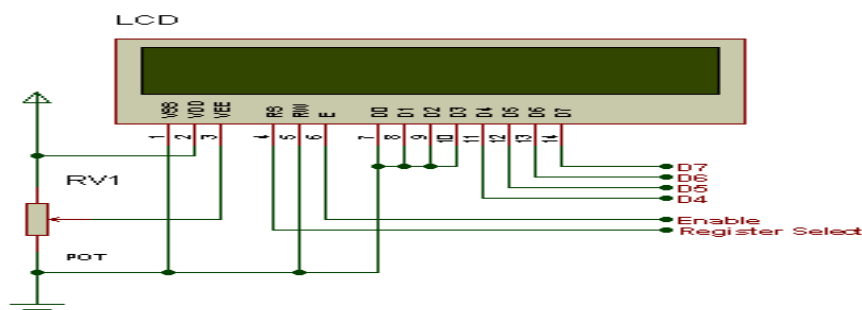 LCD
VSS VDD VEE RS RW E D0 D1 D2 D3 D4 D5 D6 D7
1 2 3 4 5 6 7 8 9 10 11 12 13 14
D7
RV1
D6
D5
D4
Enable
Register Select
POT